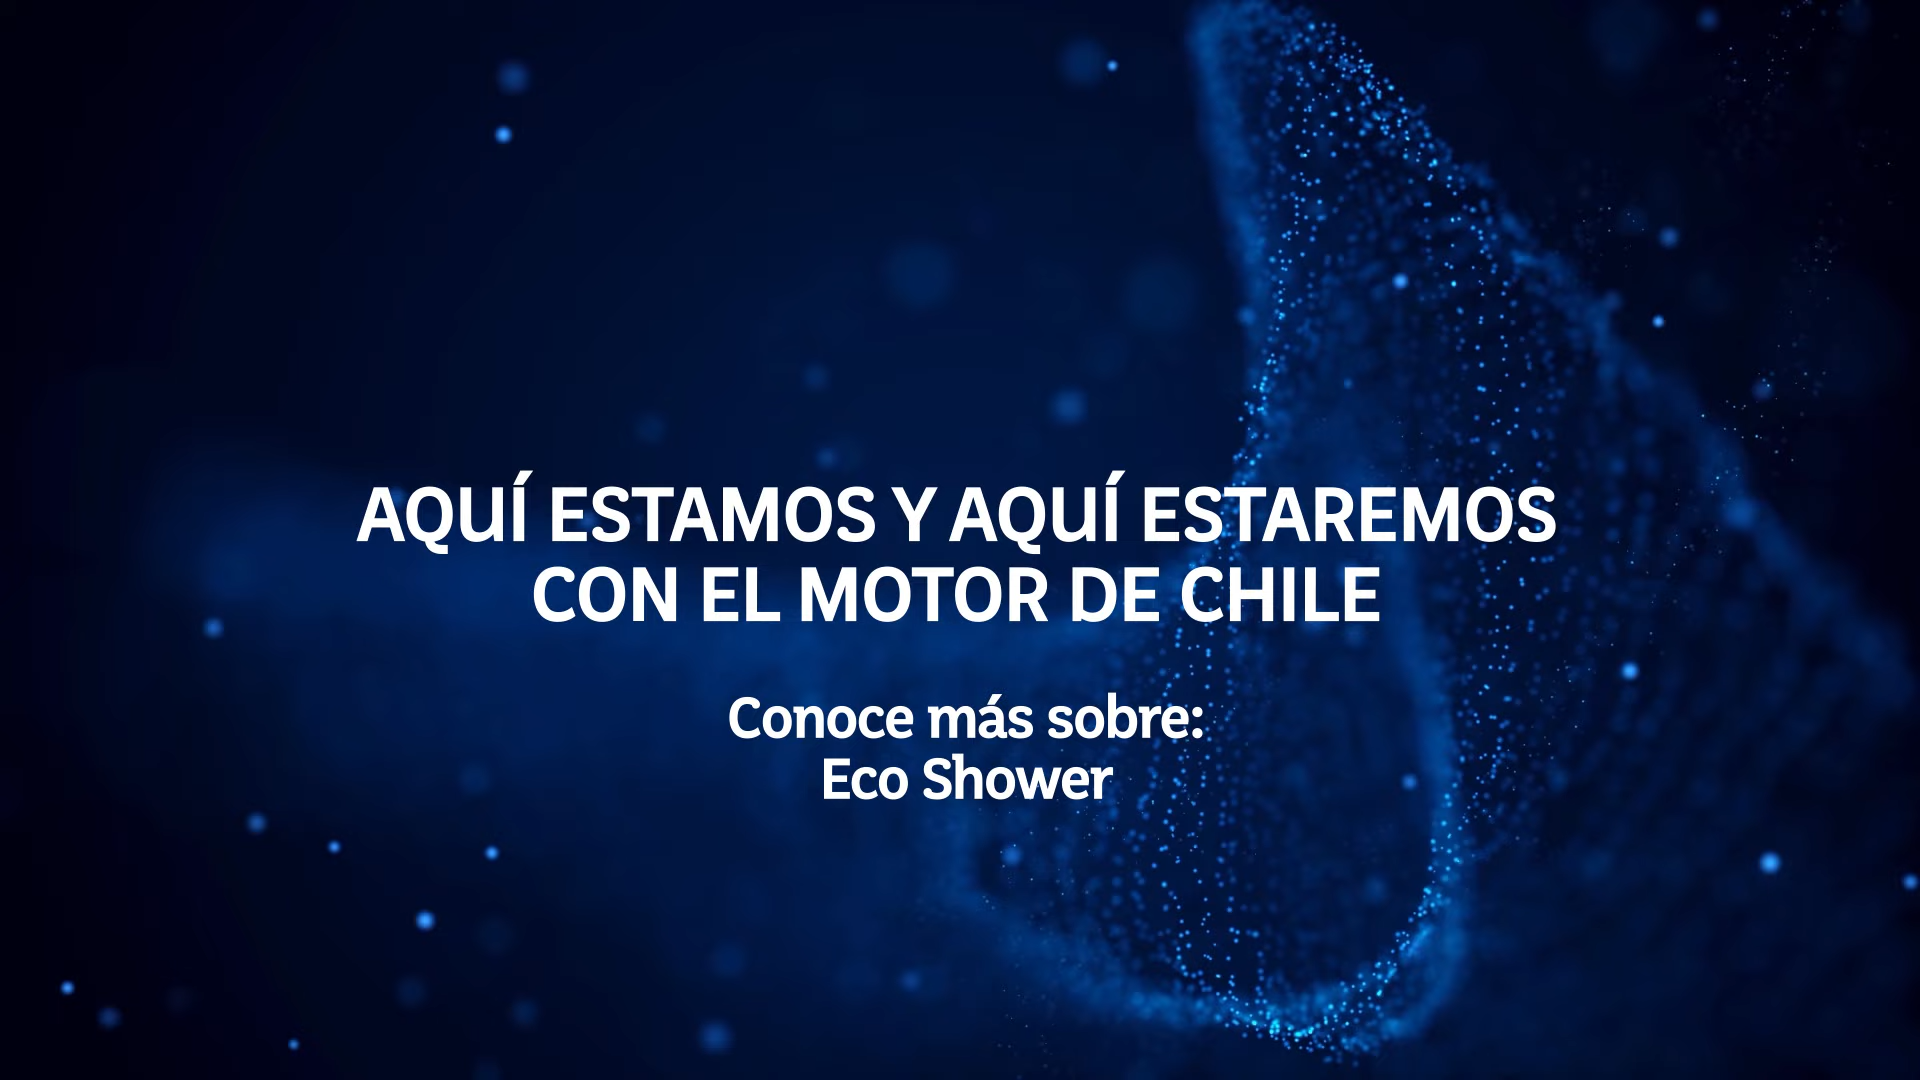 AQUÍ ESTAMOS Y AQUÍ ESTAREMOS
CON EL MOTOR DE CHILE
Conoce más sobre:
Eco Shower